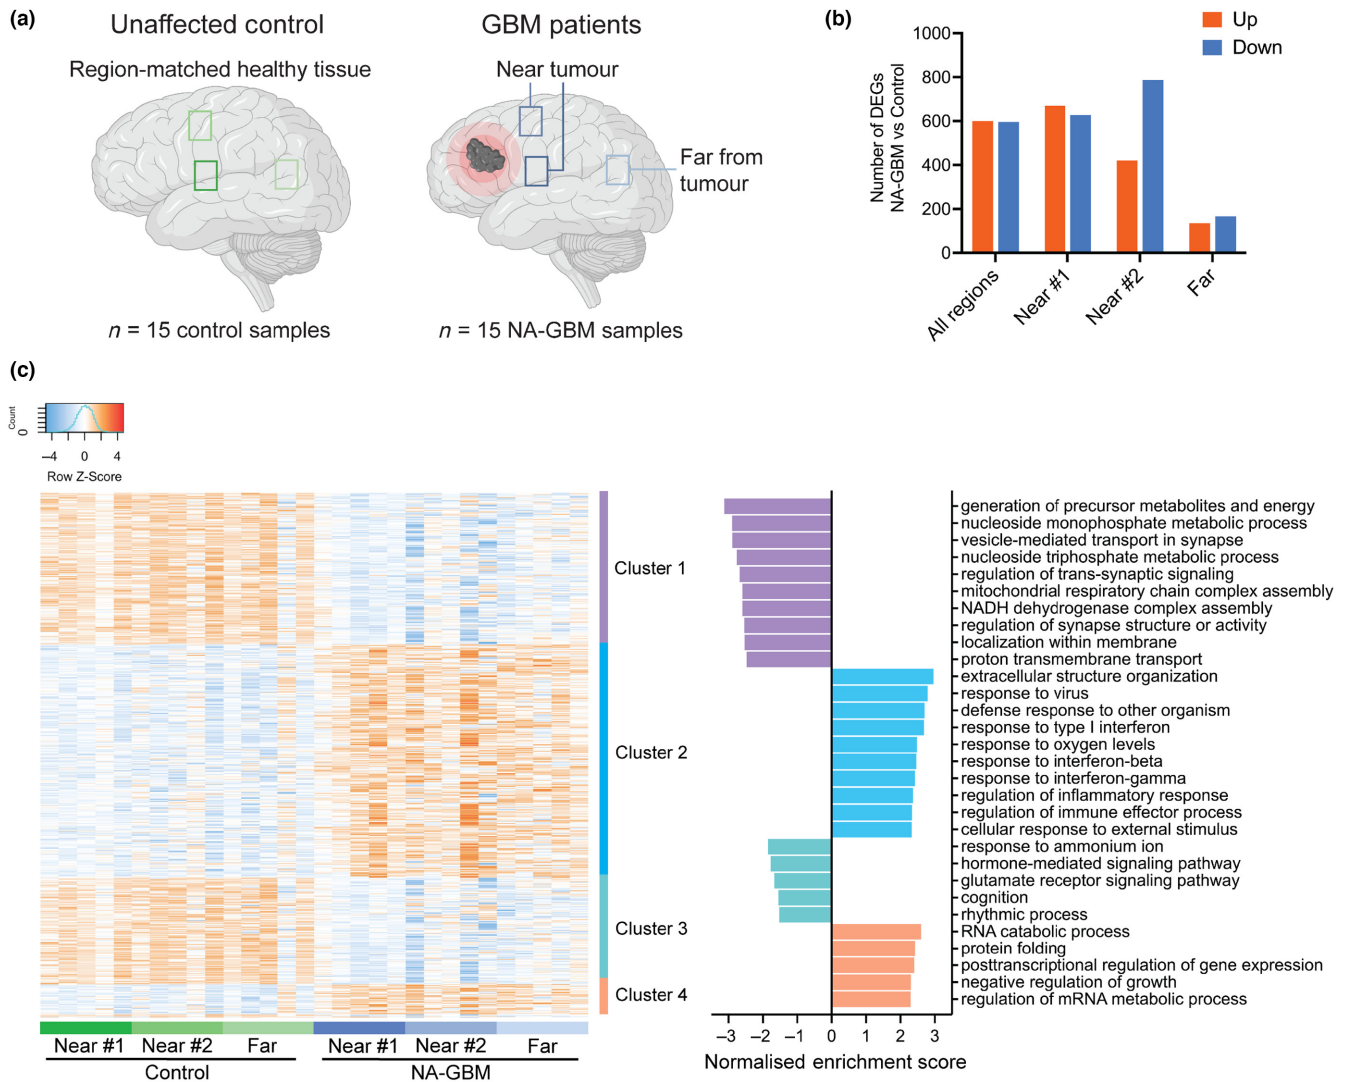 (a)
Unaffected control
GBM patients
Region-matched healthy tissue
Near tumour
Far from
tumour
n = 15 control samples
n = 15 NA-GBM samples
(b)
Up
Down
Number of DEGs
NA-GBM vs Control
1000
800
600
400
200
0
All regions
Near #1
Near #2
Far
(c)
Count
0
–4 0 4
Row Z-Score
Cluster 1
Cluster 2
Cluster 3
Cluster 4
Near #1 Near #2 Far Near #1 Near #2 Far
Control NA-GBM
generation of precursor metabolites and energy
nucleoside monophosphate metabolic process
vesicle-mediated transport in synapse
nucleoside triphosphate metabolic process
regulation of trans-synaptic signaling
mitochondrial respiratory chain complex assembly
NADH dehydrogenase complex assembly
regulation of synapse structure or activity
localization within membrane
proton transmembrane transport
extracellular structure organization
response to virus
defense response to other organism
response to type I interferon
response to oxygen levels
response to interferon-beta
response to interferon-gamma
regulation of inflammatory response
regulation of immune effector process
cellular response to external stimulus
response to ammonium ion
hormone-mediated signaling pathway
glutamate receptor signaling pathway
cognition
rhythmic process
RNA catabolic process
protein folding
posttranscriptional regulation of gene expression
negative regulation of growth
regulation of mRNA metabolic process
–3 –2 –1 0 1 2 3
Normalised enrichment score